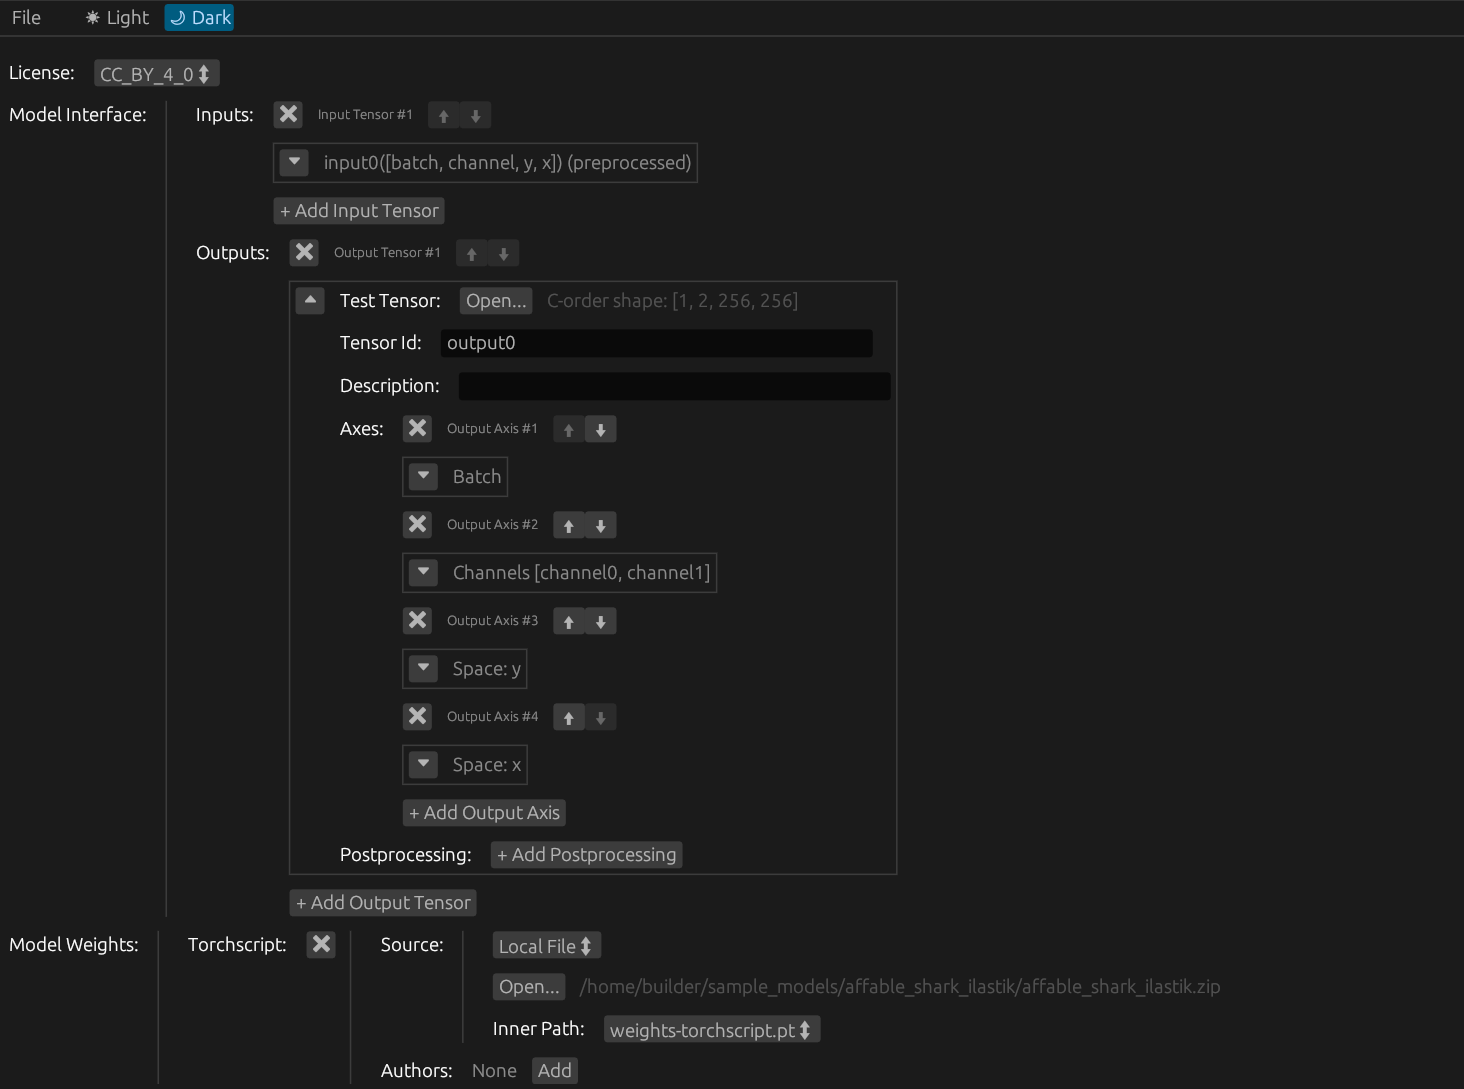 File Light Dark
License: CC_BY_4_0
Model Interface: Inputs: Input Tensor #1
input0([batch, channel, y, x]) (preprocessed)
+ Add Input Tensor
Outputs: Output Tensor #1
Test Tensor: Open... C-order shape: [1, 2, 256, 256]
Tensor Id: output0
Description:
Axes: Output Axis #1
Batch
Output Axis #2
Channels [channel0, channel1]
Output Axis #3
Space: y
Output Axis #4
Space: x
+ Add Output Axis
Postprocessing: + Add Postprocessing
+ Add Output Tensor
Model Weights: Torchscript: Source: Local File
Open... /home/builder/sample_models/affable_shark_ilastik/affable_shark_ilastik.zip
Inner Path: weights-torchscript.pt
Authors: None Add